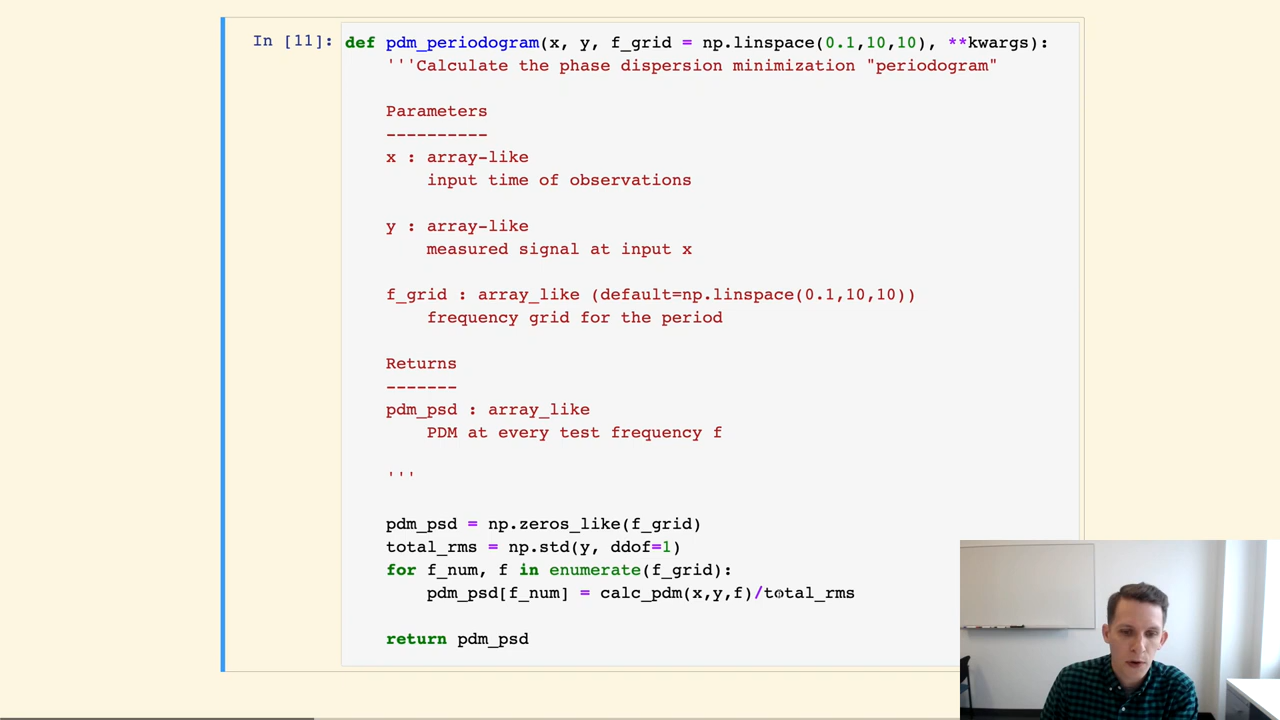 In [11]: def pdm_periodogram(x, y, f_grid = np.linspace(0.1,10,10), **kwargs):
'''Calculate the phase dispersion minimization "periodogram"
Parameters
----------
x : array-like
input time of observations
y : array-like
measured signal at input x
f_grid : array_like (default=np.linspace(0.1,10,10))
frequency grid for the period
Returns
-------
pdm_psd : array_like
PDM at every test frequency f
'''
pdm_psd = np.zeros_like(f_grid)
total_rms = np.std(y, ddof=1)
for f_num, f in enumerate(f_grid):
pdm_psd[f_num] = calc_pdm(x,y,f)/total_rms
return pdm_psd